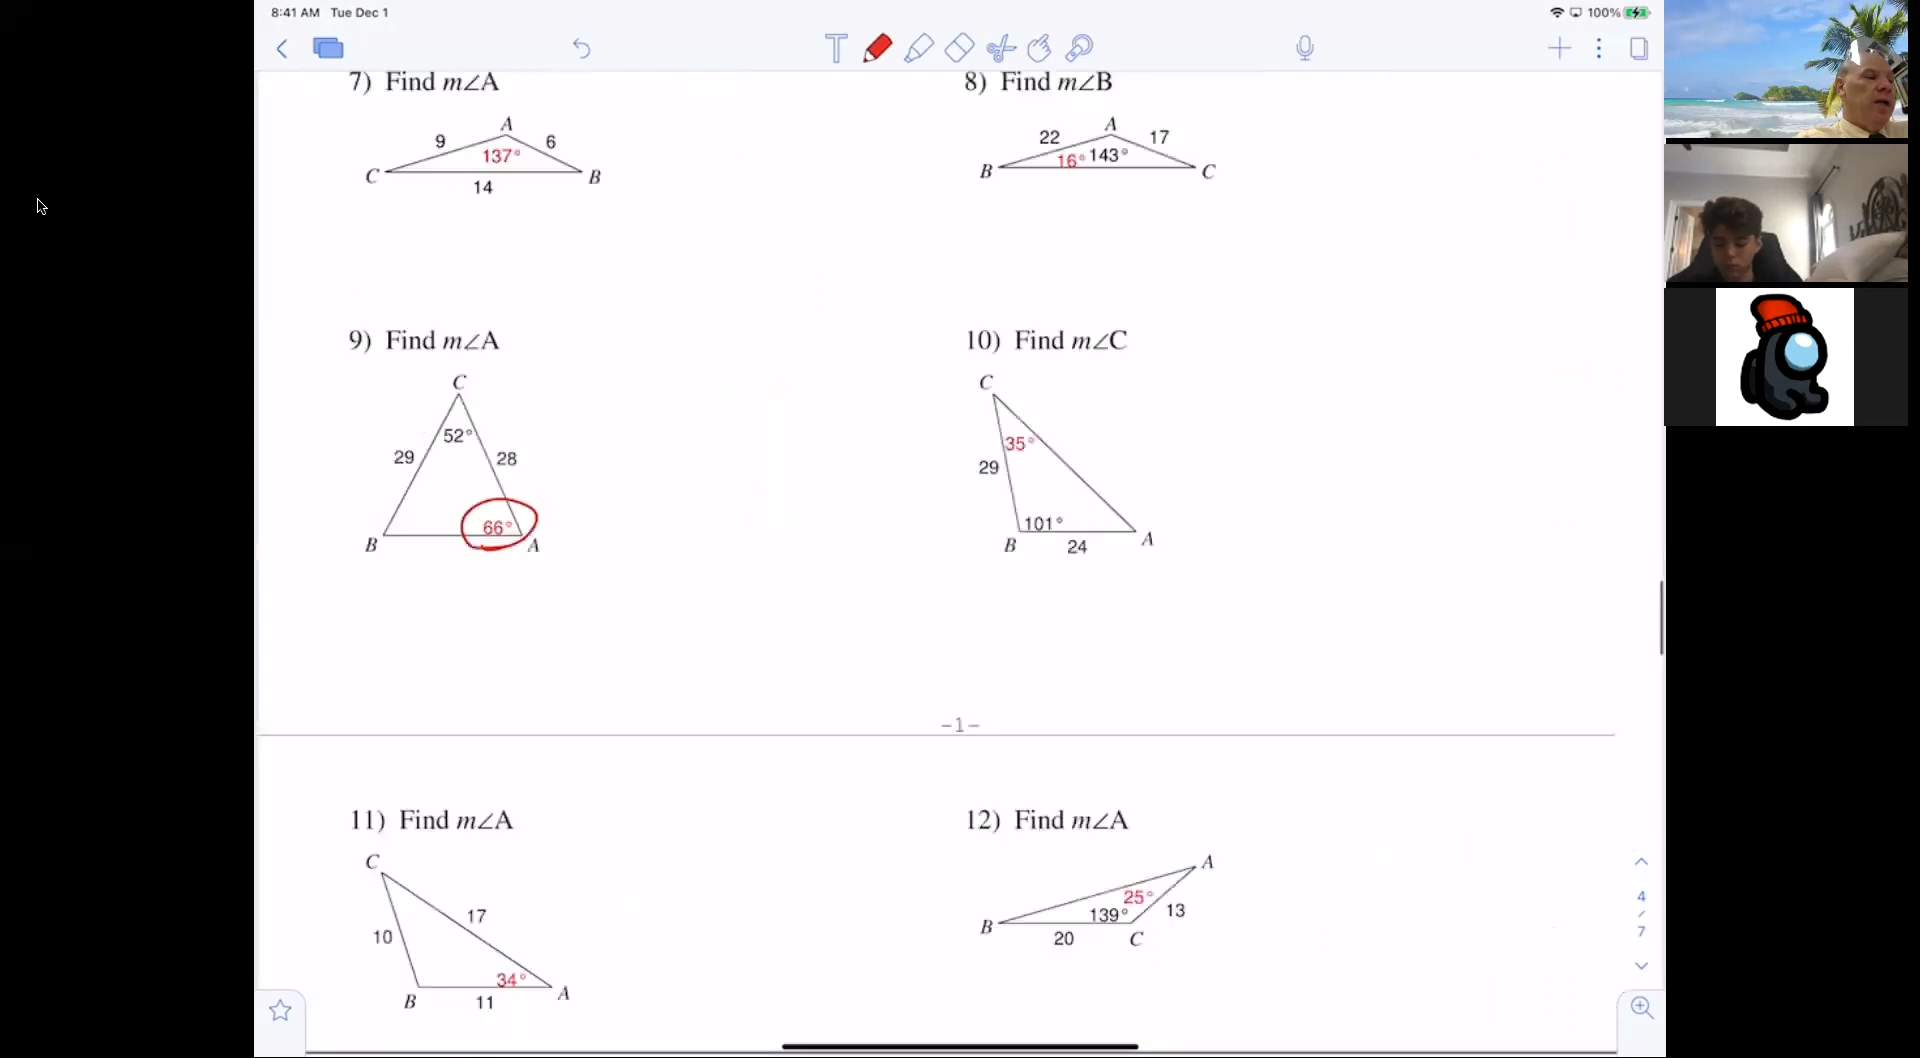 8:41 AM Tue Dec 1
100%
7) Find m∠A
A
9
6
137°
C
B
14
8) Find m∠B
A
22
17
16°
143°
B
C
9) Find m∠A
C
52°
29
28
66°
B
A
10) Find m∠C
C
35°
29
101°
B
A
24
-1-
11) Find m∠A
C
17
10
34°
B
A
11
12) Find m∠A
A
25°
139°
13
B
20
C
4
/
7